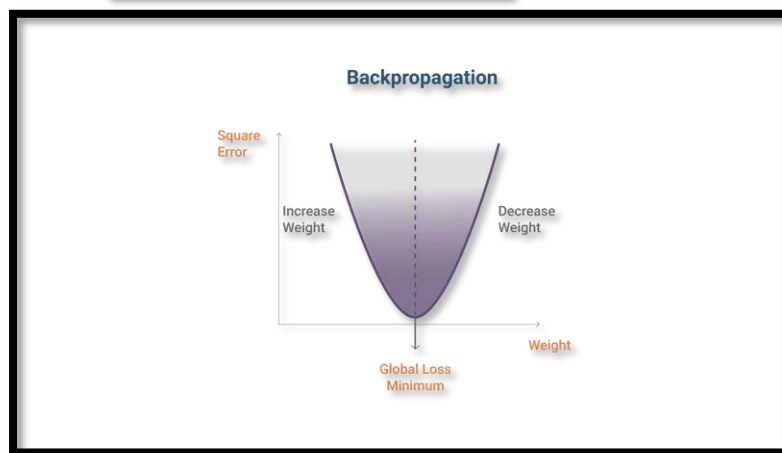 Backpropagation
Square
Error
Increase
Weight
Decrease
Weight
Weight
Global Loss
Minimum